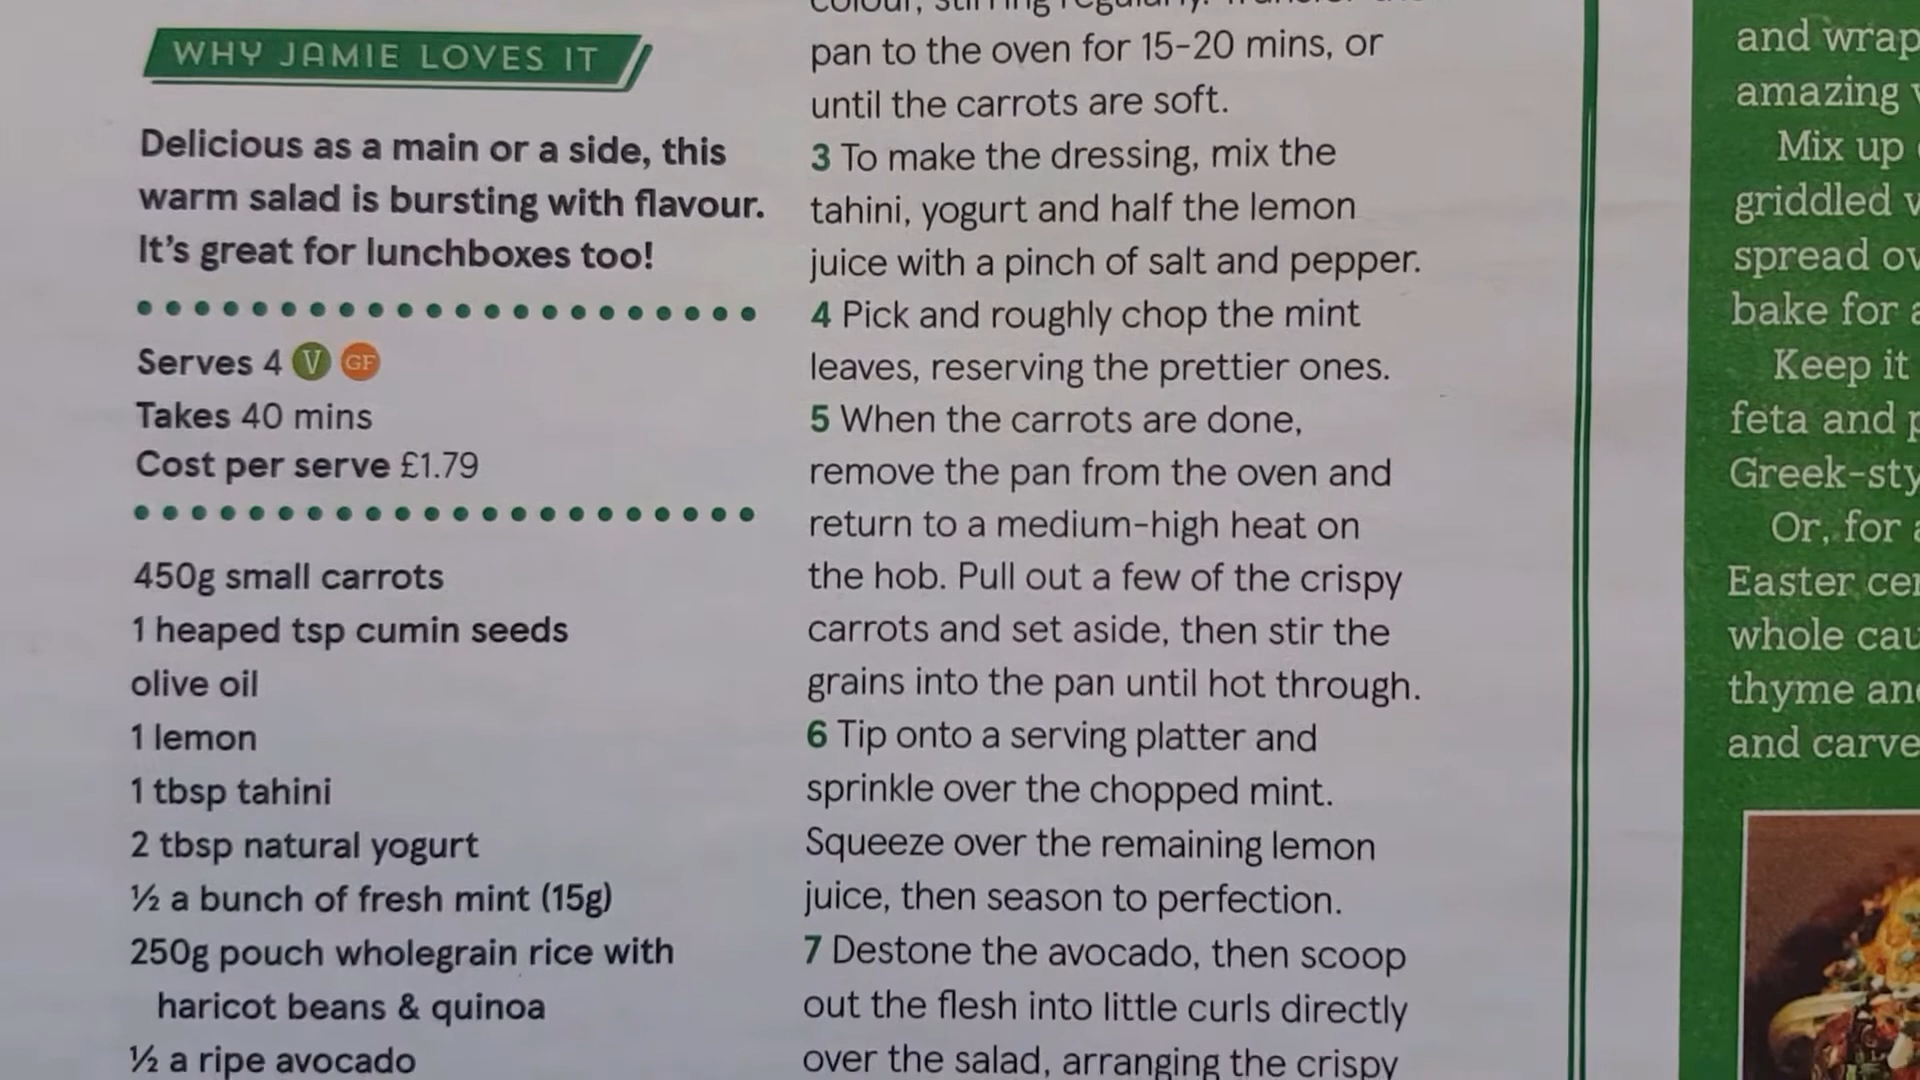 WHY JAMIE LOVES IT
Delicious as a main or a side, this
warm salad is bursting with flavour.
It's great for lunchboxes too!
Serves 4 V GF
Takes 40 mins
Cost per serve £1.79
450g small carrots
1 heaped tsp cumin seeds
olive oil
1 lemon
1 tbsp tahini
2 tbsp natural yogurt
½ a bunch of fresh mint (15g)
250g pouch wholegrain rice with
haricot beans & quinoa
½ a ripe avocado
colour, stirring regularly. Transfer the
pan to the oven for 15-20 mins, or
until the carrots are soft.
3 To make the dressing, mix the
tahini, yogurt and half the lemon
juice with a pinch of salt and pepper.
4 Pick and roughly chop the mint
leaves, reserving the prettier ones.
5 When the carrots are done,
remove the pan from the oven and
return to a medium-high heat on
the hob. Pull out a few of the crispy
carrots and set aside, then stir the
grains into the pan until hot through.
6 Tip onto a serving platter and
sprinkle over the chopped mint.
Squeeze over the remaining lemon
juice, then season to perfection.
7 Destone the avocado, then scoop
out the flesh into little curls directly
over the salad, arranging the crispy
and wrap
amazing
Mix up
griddled
spread
bake for
Keep it
feta and
Greek-sty
Or, for
Easter
whole
thyme
and carve